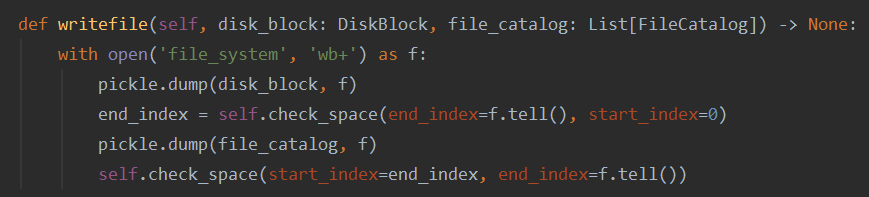 def writefile(self, disk_block: DiskBlock, file_catalog: List[FileCatalog]) -> None:
    with open('file_system', 'wb+') as f:
        pickle.dump(disk_block, f)
        end_index = self.check_space(end_index=f.tell(), start_index=0)
        pickle.dump(file_catalog, f)
        self.check_space(start_index=end_index, end_index=f.tell())